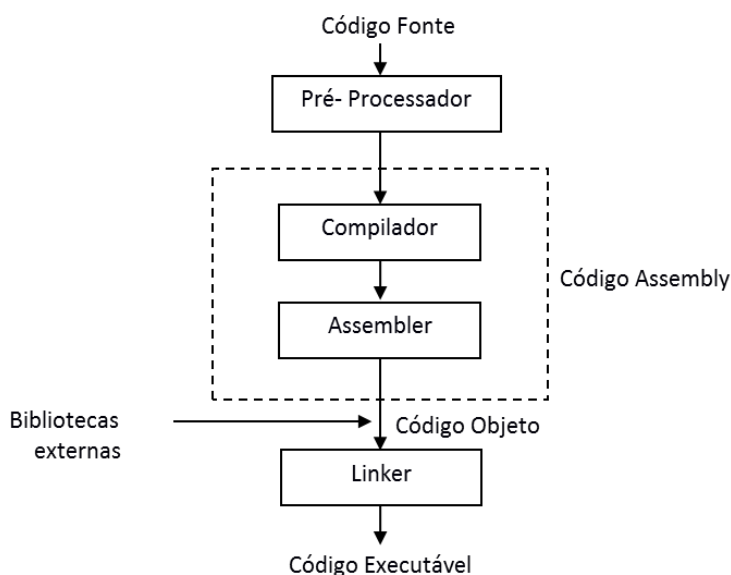 Código Fonte
Pré- Processador
Compilador
Código Assembly
Assembler
Bibliotecas
externas
Código Objeto
Linker
Código Executável